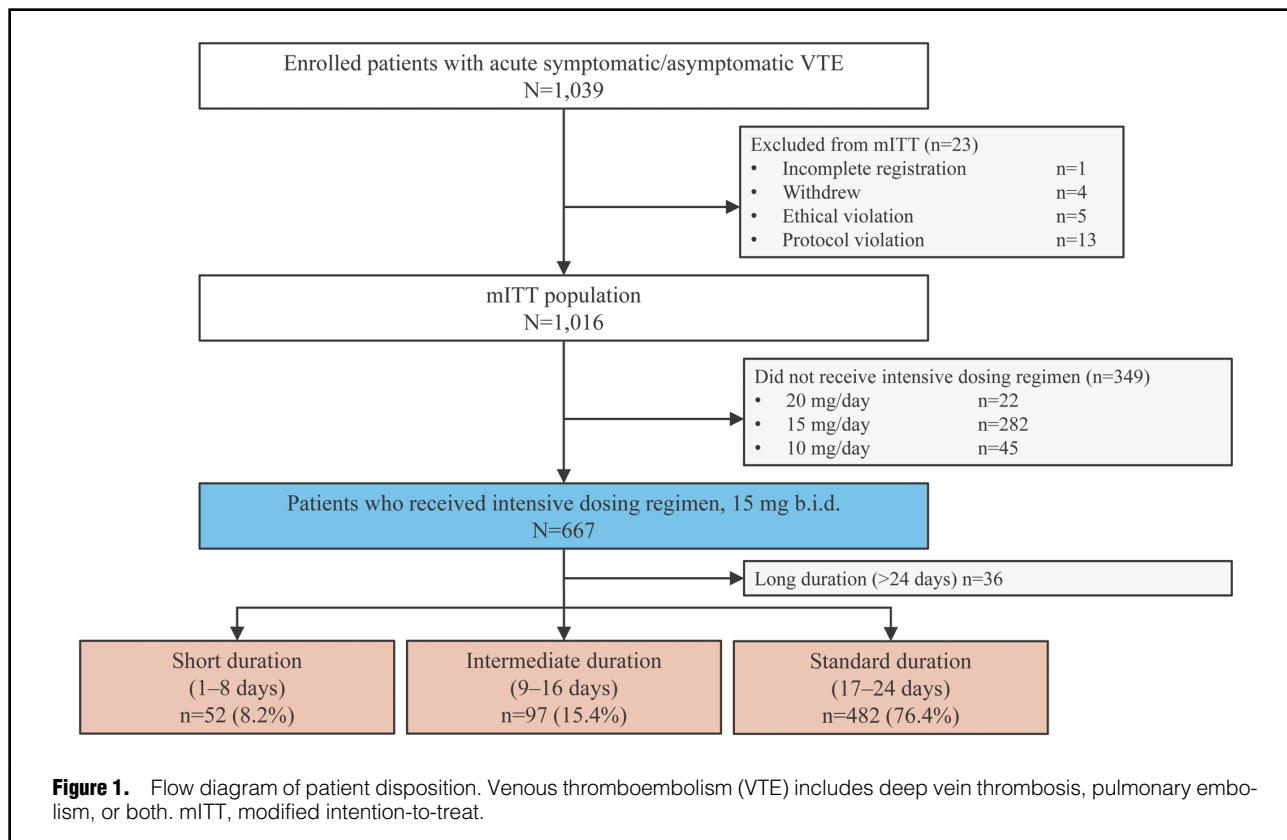 Enrolled patients with acute symptomatic/asymptomatic VTE
N=1,039
Excluded from mITT (n=23)
• Incomplete registration n=1
• Withdrew n=4
• Ethical violation n=5
• Protocol violation n=13
mITT population
N=1,016
Did not receive intensive dosing regimen (n=349)
• 20 mg/day n=22
• 15 mg/day n=282
• 10 mg/day n=45
Patients who received intensive dosing regimen, 15 mg b.i.d.
N=667
Long duration (>24 days) n=36
Short duration
(1–8 days)
n=52 (8.2%)
Intermediate duration
(9–16 days)
n=97 (15.4%)
Standard duration
(17–24 days)
n=482 (76.4%)
Figure 1. Flow diagram of patient disposition. Venous thromboembolism (VTE) includes deep vein thrombosis, pulmonary embo-
lism, or both. mITT, modified intention-to-treat.